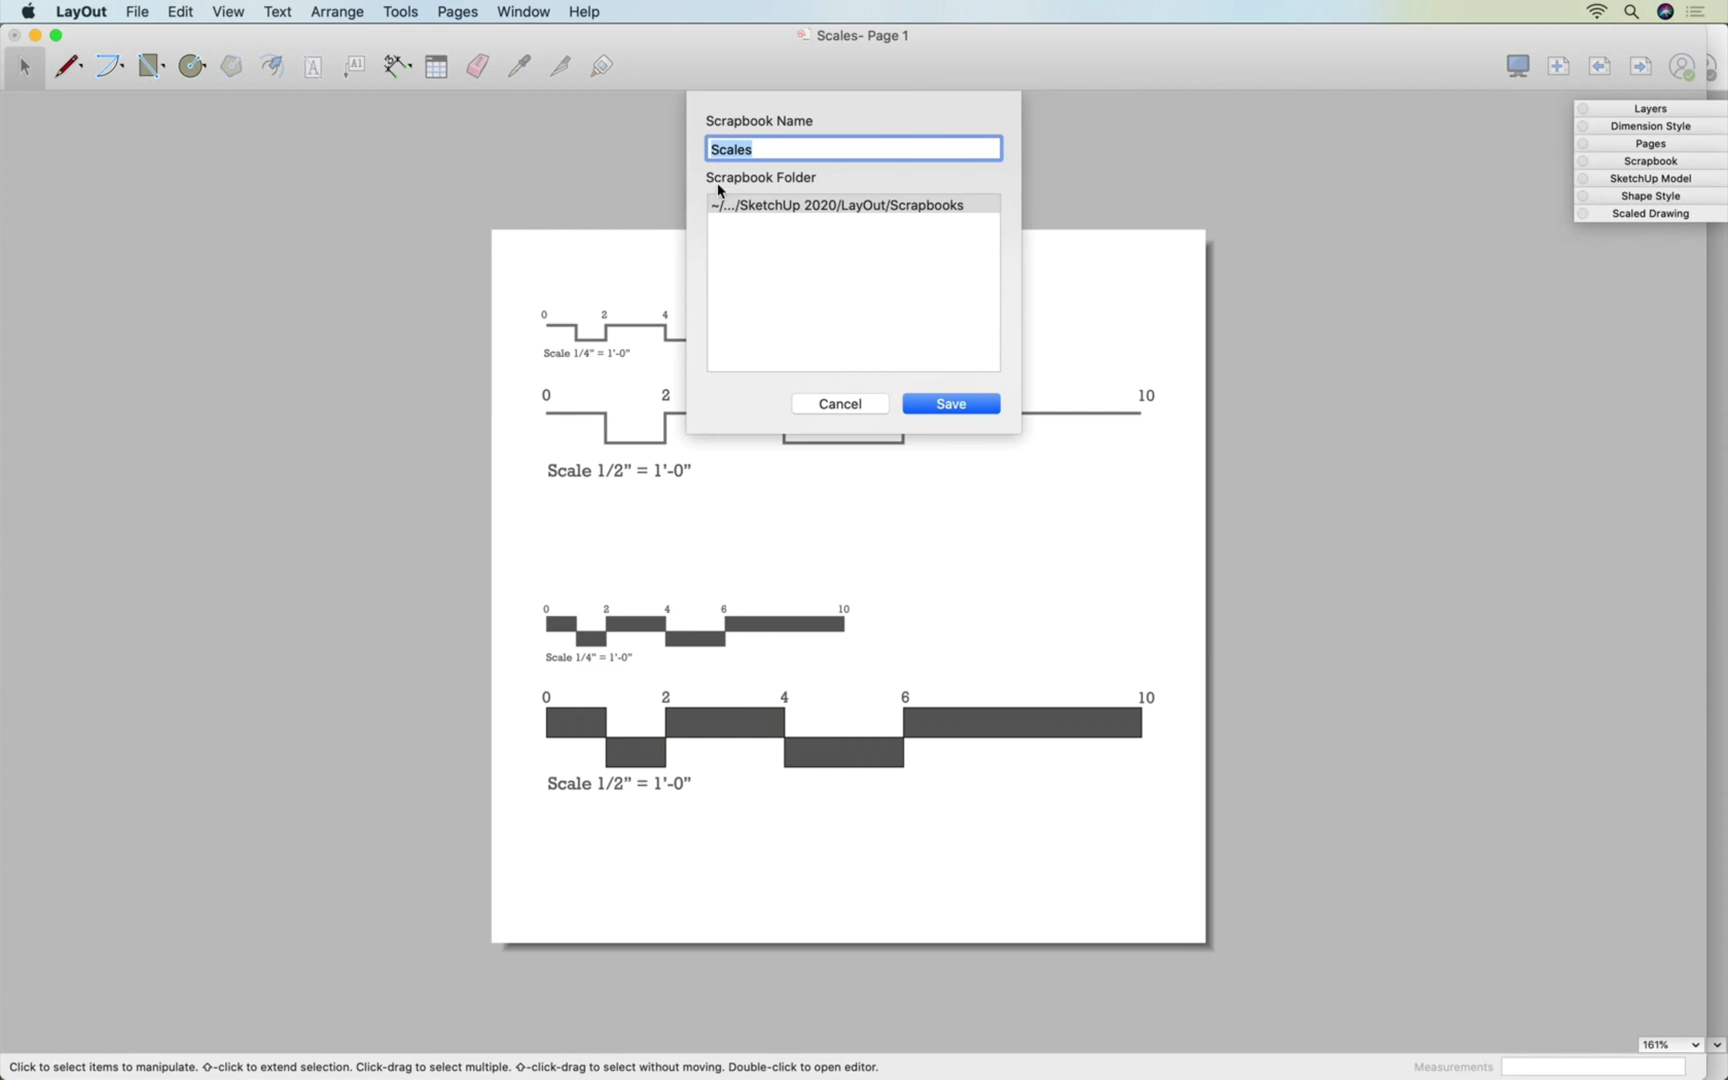 LayOut File Edit View Text Arrange Tools Pages Window Help
Scales- Page 1
A A1
Layers
Dimension Style
Pages
Scrapbook
SketchUp Model
Shape Style
Scaled Drawing
Scrapbook Name
Scales
Scrapbook Folder
~/.../SketchUp 2020/LayOut/Scrapbooks
Cancel Save
0 2 4
Scale 1/4" = 1'-0"
0 2 10
Scale 1/2" = 1'-0"
0 2 4 6 10
Scale 1/4" = 1'-0"
0 2 4 6 10
Scale 1/2" = 1'-0"
161%
Click to select items to manipulate. ⇧-click to extend selection. Click-drag to select multiple. ⇧-click-drag to select without moving. Double-click to open editor.
Measurements